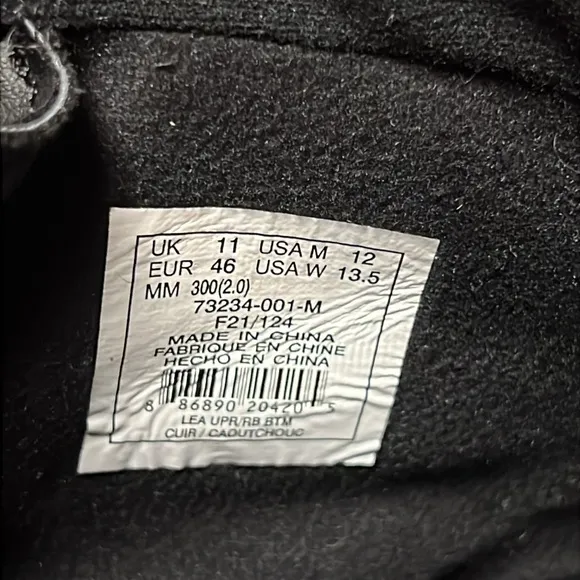 UK 11 USA M 12
EUR 46 USA W 13.5
MM 300(2.0)
73234-001-M
F21/124
MADE IN CHINA
FABRIQUE EN CHINE
HECHO EN CHINA
8 86890 20420 5
LEA UPR/RB BTM
CUIR / CAOUTCHOUC